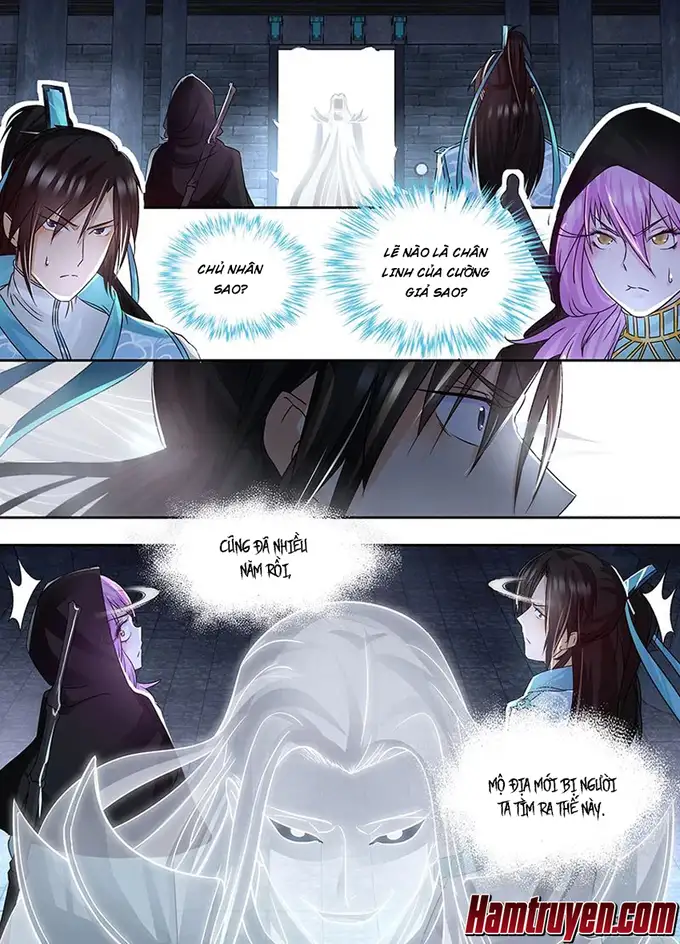 CHỦ NHÂN
SAO?
LẼ NÀO LÀ CHÂN
LINH CỦA CƯỜNG
GIẢ SAO?
CŨNG ĐÃ NHIỀU
NĂM RỒI,
MỘ ĐỊA MỚI BỊ NGƯỜI
TA TÌM RA THẾ NÀY.
Hamtruyen.com